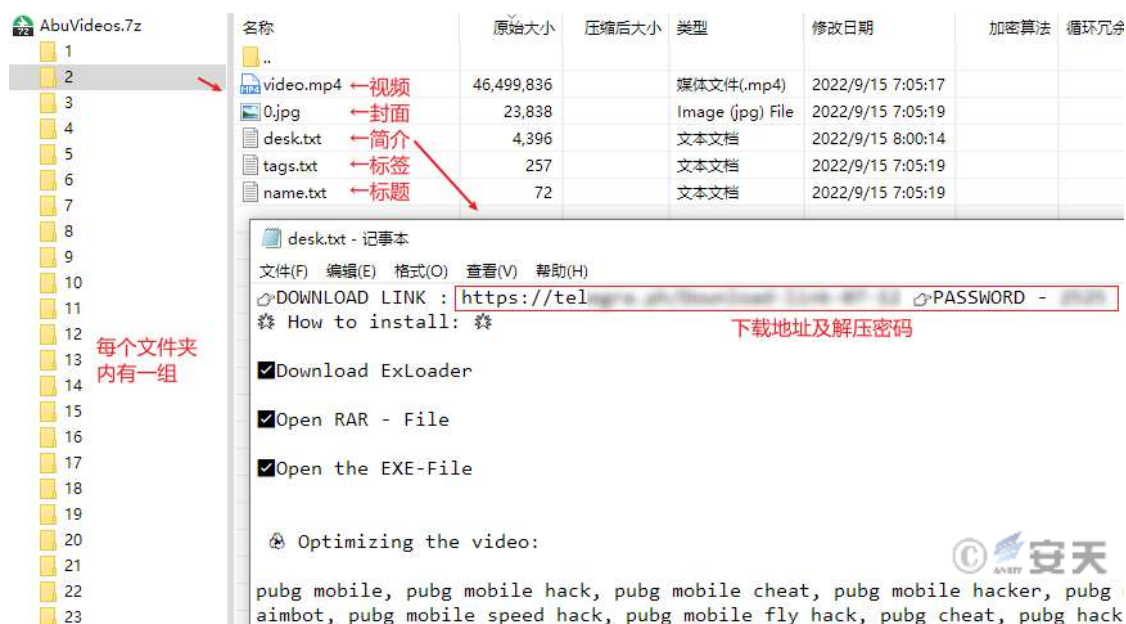 AbuVideos.7z
1
2
3
4
5
6
7
8
9
10
11
12
13
14
15
16
17
18
19
20
21
22
23
每个文件夹
内有一组
名称 原始大小 压缩后大小 类型 修改日期 加密算法 循环冗余
..
video.mp4 ←视频 46,499,836 媒体文件(.mp4) 2022/9/15 7:05:17
0.jpg ←封面 23,838 Image (jpg) File 2022/9/15 7:05:19
desk.txt ←简介 4,396 文本文档 2022/9/15 8:00:14
tags.txt ←标签 257 文本文档 2022/9/15 7:05:19
name.txt ←标题 72 文本文档 2022/9/15 7:05:19
desk.txt - 记事本
文件(F) 编辑(E) 格式(O) 查看(V) 帮助(H)
👉DOWNLOAD LINK : https://tel 👉PASSWORD -
下载地址及解压密码
How to install:
✅Download ExLoader
✅Open RAR - File
✅Open the EXE-File
Optimizing the video:
pubg mobile, pubg mobile hack, pubg mobile cheat, pubg mobile hacker, pubg
aimbot, pubg mobile speed hack, pubg mobile fly hack, pubg cheat, pubg hack
© 安天